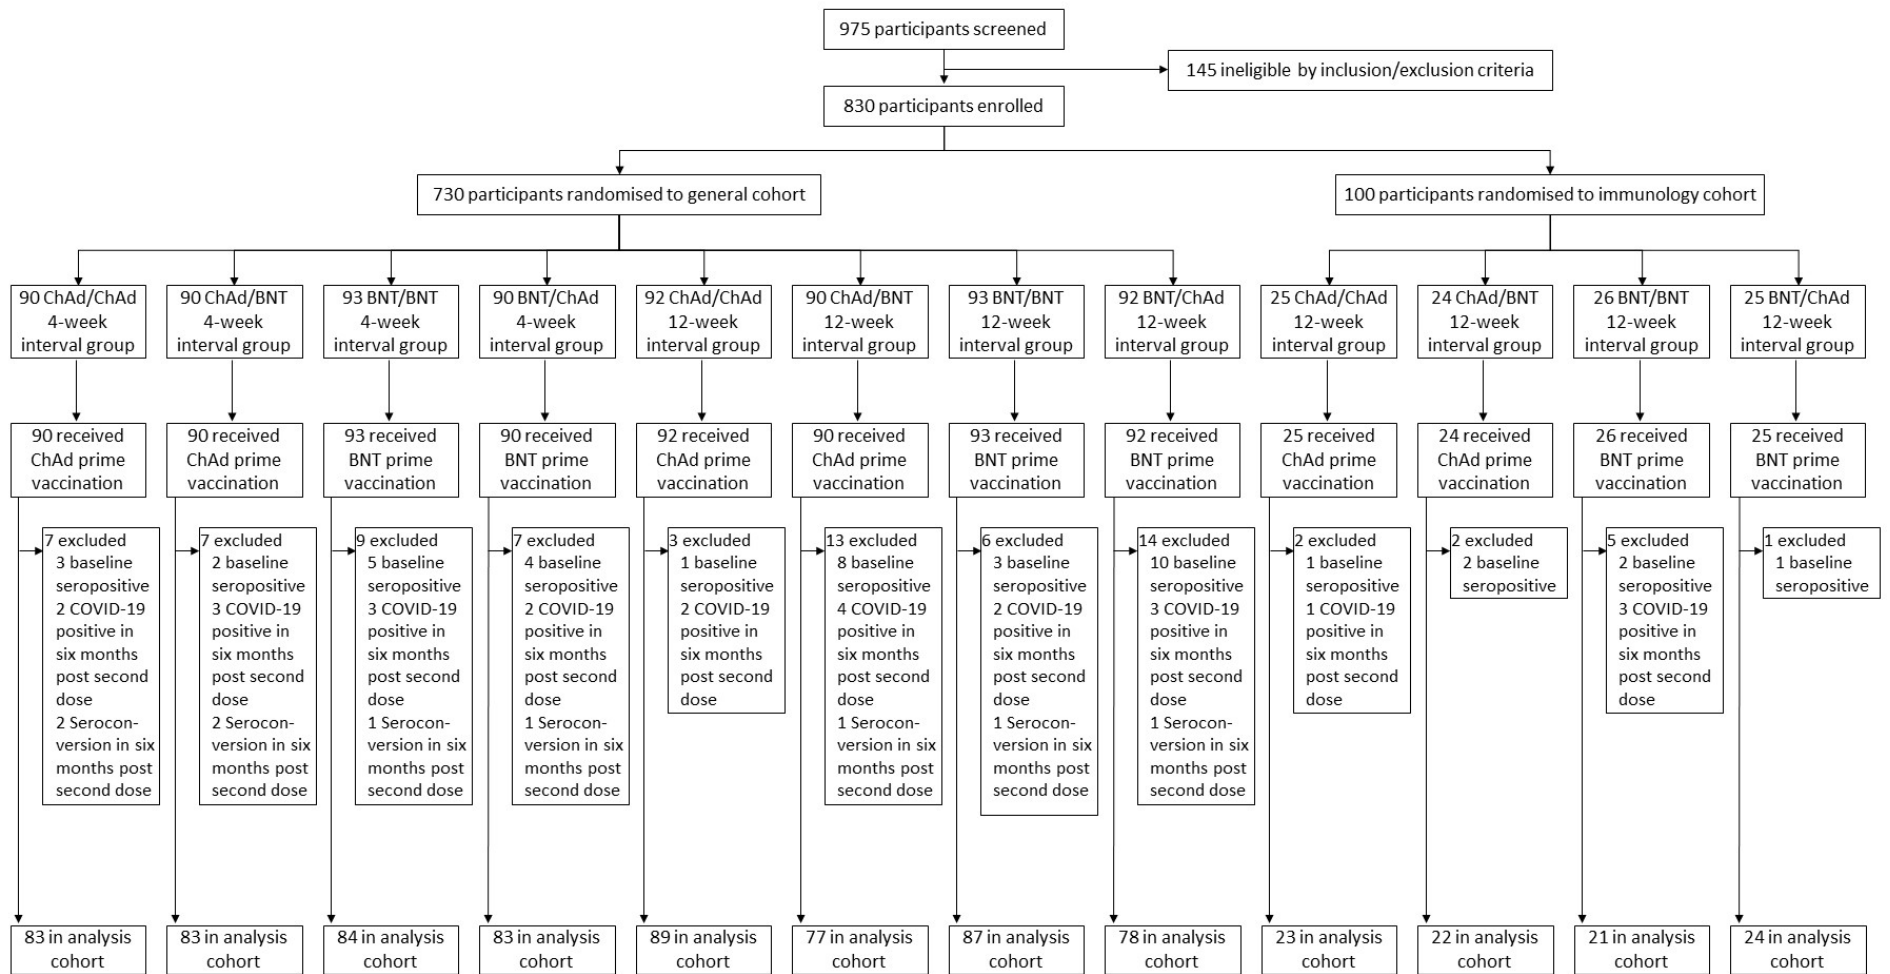 975 participants screened
145 ineligible by inclusion/exclusion criteria
830 participants enrolled
730 participants randomised to general cohort
100 participants randomised to immunology cohort
90 ChAd/ChAd
4-week
interval group
90 ChAd/BNT
4-week
interval group
93 BNT/BNT
4-week
interval group
90 BNT/ChAd
4-week
interval group
92 ChAd/ChAd
12-week
interval group
90 ChAd/BNT
12-week
interval group
93 BNT/BNT
12-week
interval group
92 BNT/ChAd
12-week
interval group
25 ChAd/ChAd
12-week
interval group
24 ChAd/BNT
12-week
interval group
26 BNT/BNT
12-week
interval group
25 BNT/ChAd
12-week
interval group
90 received
ChAd prime
vaccination
90 received
ChAd prime
vaccination
93 received
BNT prime
vaccination
90 received
BNT prime
vaccination
92 received
ChAd prime
vaccination
90 received
ChAd prime
vaccination
93 received
BNT prime
vaccination
92 received
BNT prime
vaccination
25 received
ChAd prime
vaccination
24 received
ChAd prime
vaccination
26 received
BNT prime
vaccination
25 received
BNT prime
vaccination
7 excluded
3 baseline
seropositive
2 COVID-19
positive in
six months
post second
dose
2 Serocon-
version in six
months post
second dose
7 excluded
2 baseline
seropositive
3 COVID-19
positive in
six months
post second
dose
2 Serocon-
version in six
months post
second dose
9 excluded
5 baseline
seropositive
3 COVID-19
positive in
six months
post second
dose
1 Serocon-
version in six
months post
second dose
7 excluded
4 baseline
seropositive
2 COVID-19
positive in
six months
post second
dose
1 Serocon-
version in six
months post
second dose
3 excluded
1 baseline
seropositive
2 COVID-19
positive in
six months
post second
dose
13 excluded
8 baseline
seropositive
4 COVID-19
positive in
six months
post second
dose
1 Serocon-
version in six
months post
second dose
6 excluded
3 baseline
seropositive
2 COVID-19
positive in
six months
post second
dose
1 Serocon-
version in six
months post
second dose
14 excluded
10 baseline
seropositive
3 COVID-19
positive in
six months
post second
dose
1 Serocon-
version in six
months post
second dose
2 excluded
1 baseline
seropositive
1 COVID-19
positive in
six months
post second
dose
2 excluded
2 baseline
seropositive
5 excluded
2 baseline
seropositive
3 COVID-19
positive in
six months
post second
dose
1 excluded
1 baseline
seropositive
83 in analysis
cohort
83 in analysis
cohort
84 in analysis
cohort
83 in analysis
cohort
89 in analysis
cohort
77 in analysis
cohort
87 in analysis
cohort
78 in analysis
cohort
23 in analysis
cohort
22 in analysis
cohort
21 in analysis
cohort
24 in analysis
cohort